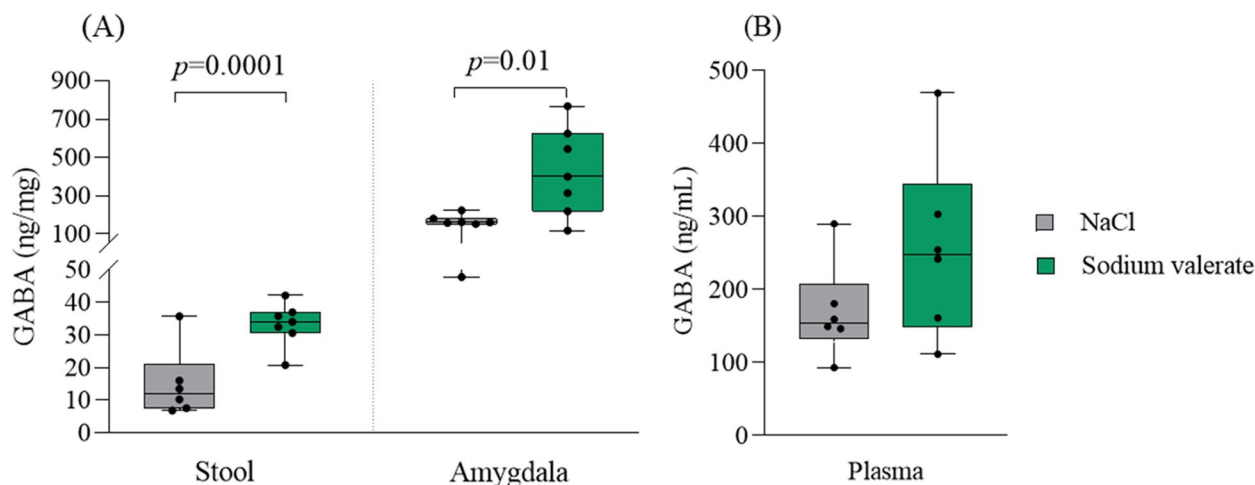 (A)
p=0.0001
p=0.01
GABA (ng/mg)
900
700
500
300
100
50
40
30
20
10
0
Stool
Amygdala
(B)
GABA (ng/mL)
500
400
300
200
100
0
Plasma
NaCl
Sodium valerate